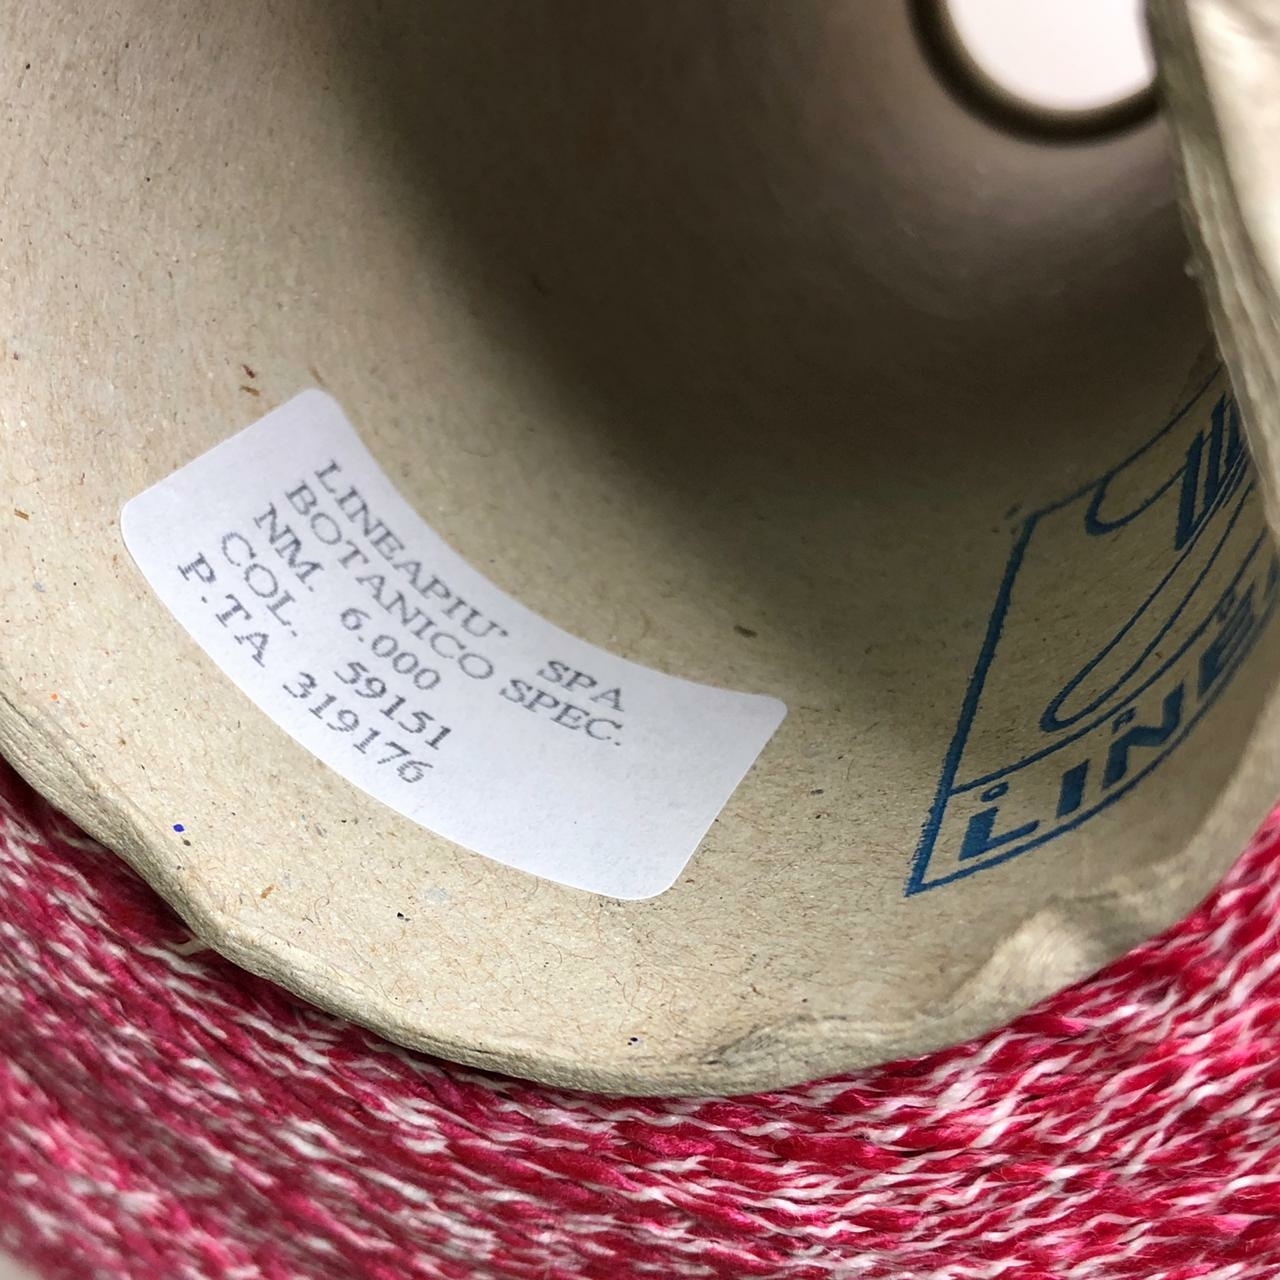 LINEAPIU' SPA
BOTANICO SPEC.
NM. 6.000
COL. 59151
P.TA 319176